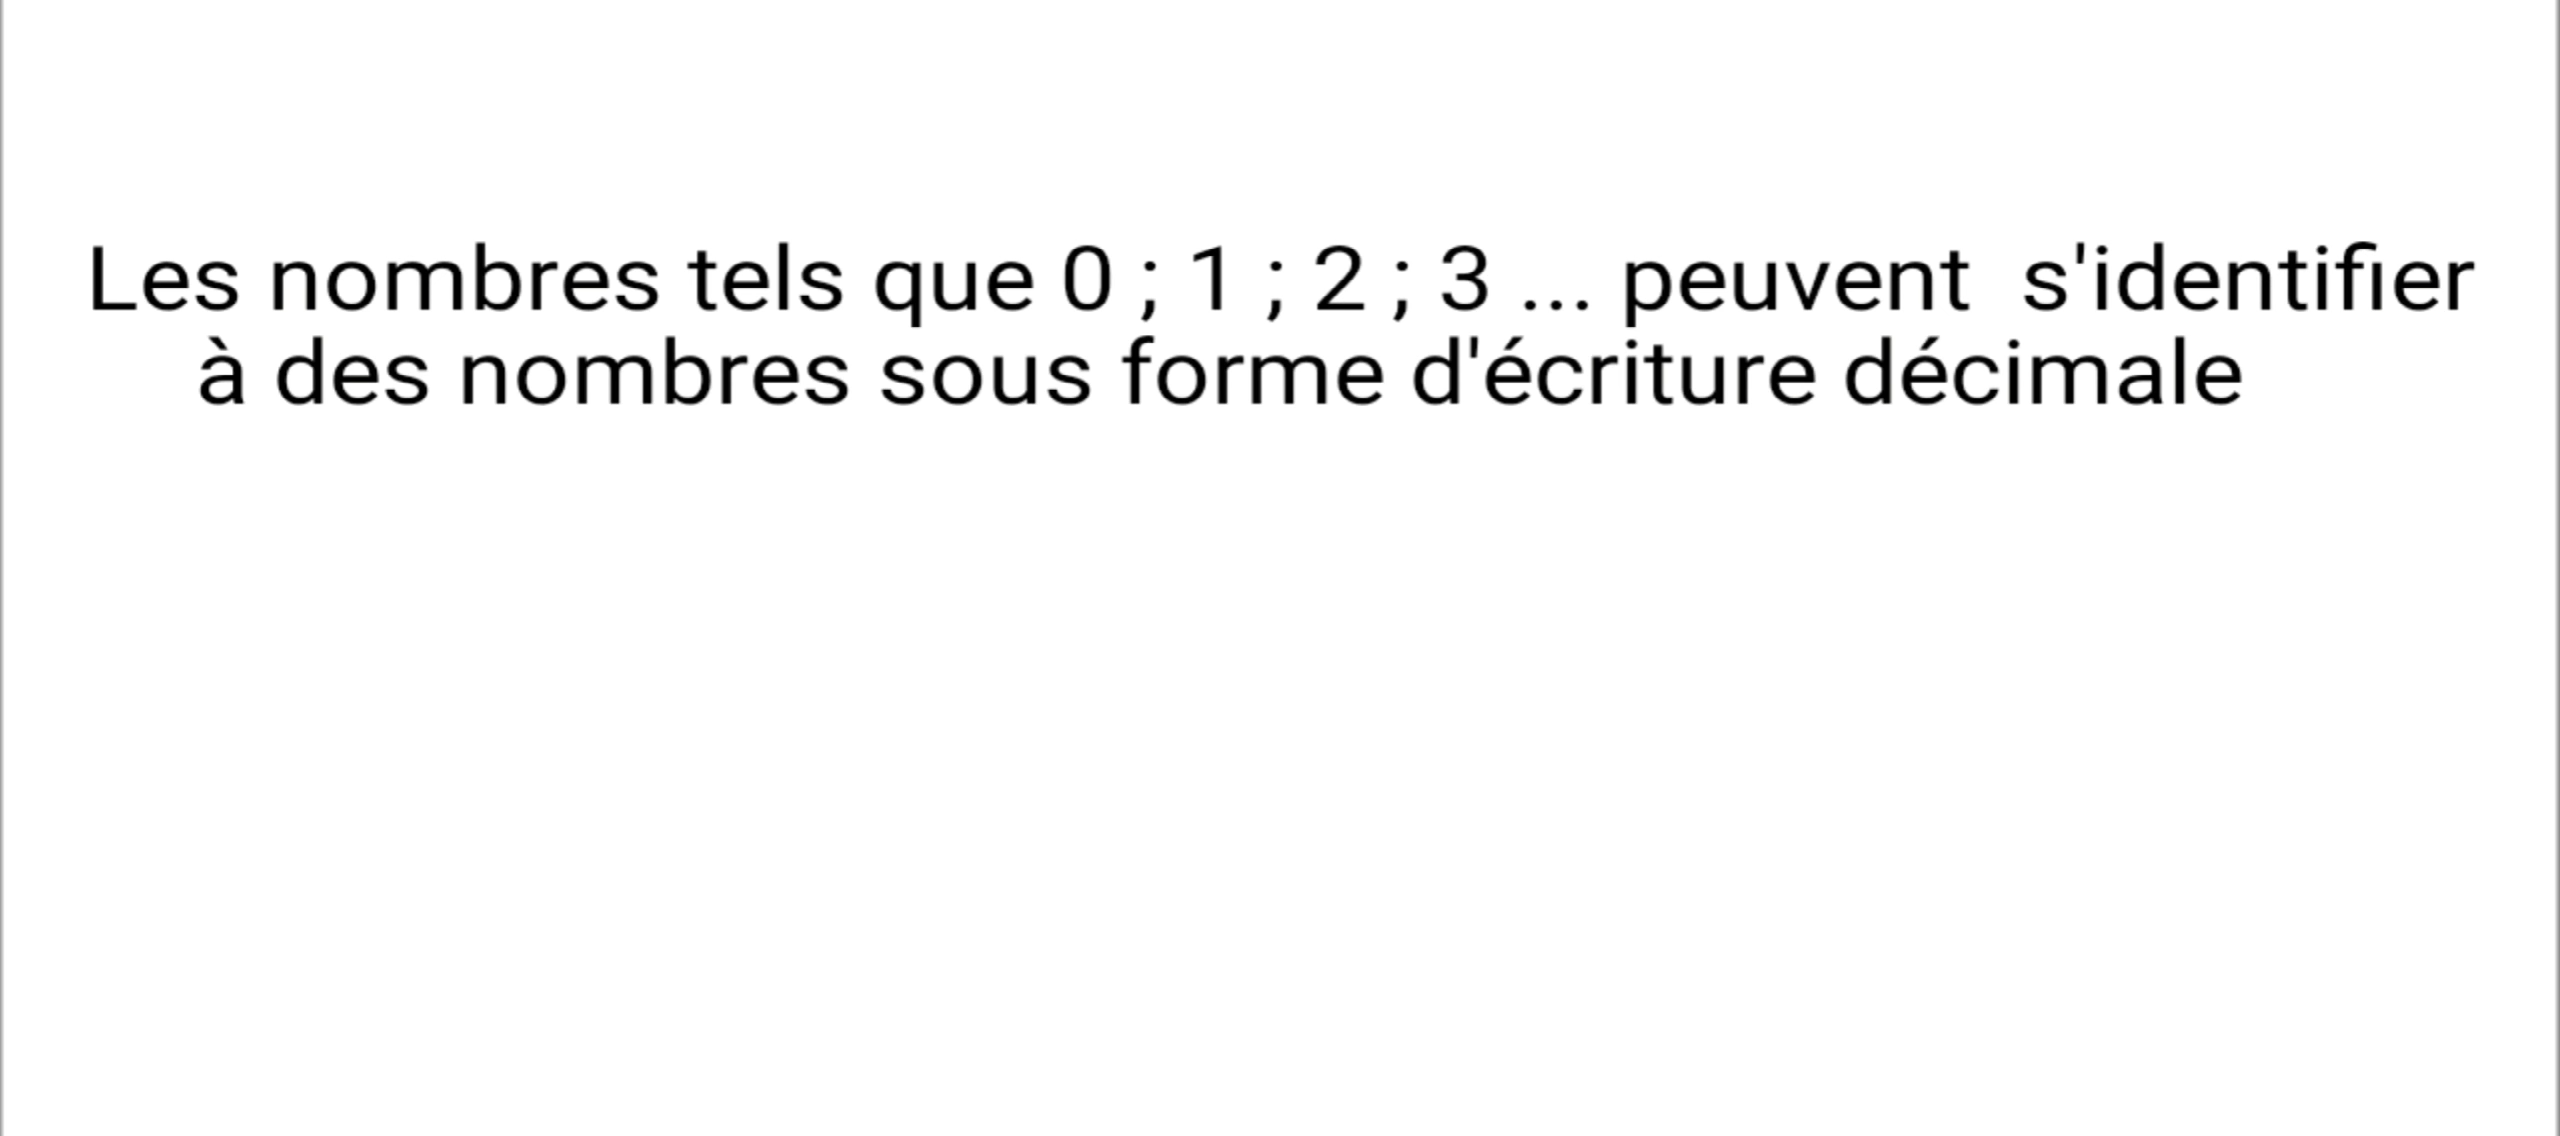 Les nombres tels que 0 ; 1 ; 2 ; 3 ... peuvent  s'identifier
à des nombres sous forme d'écriture décimale